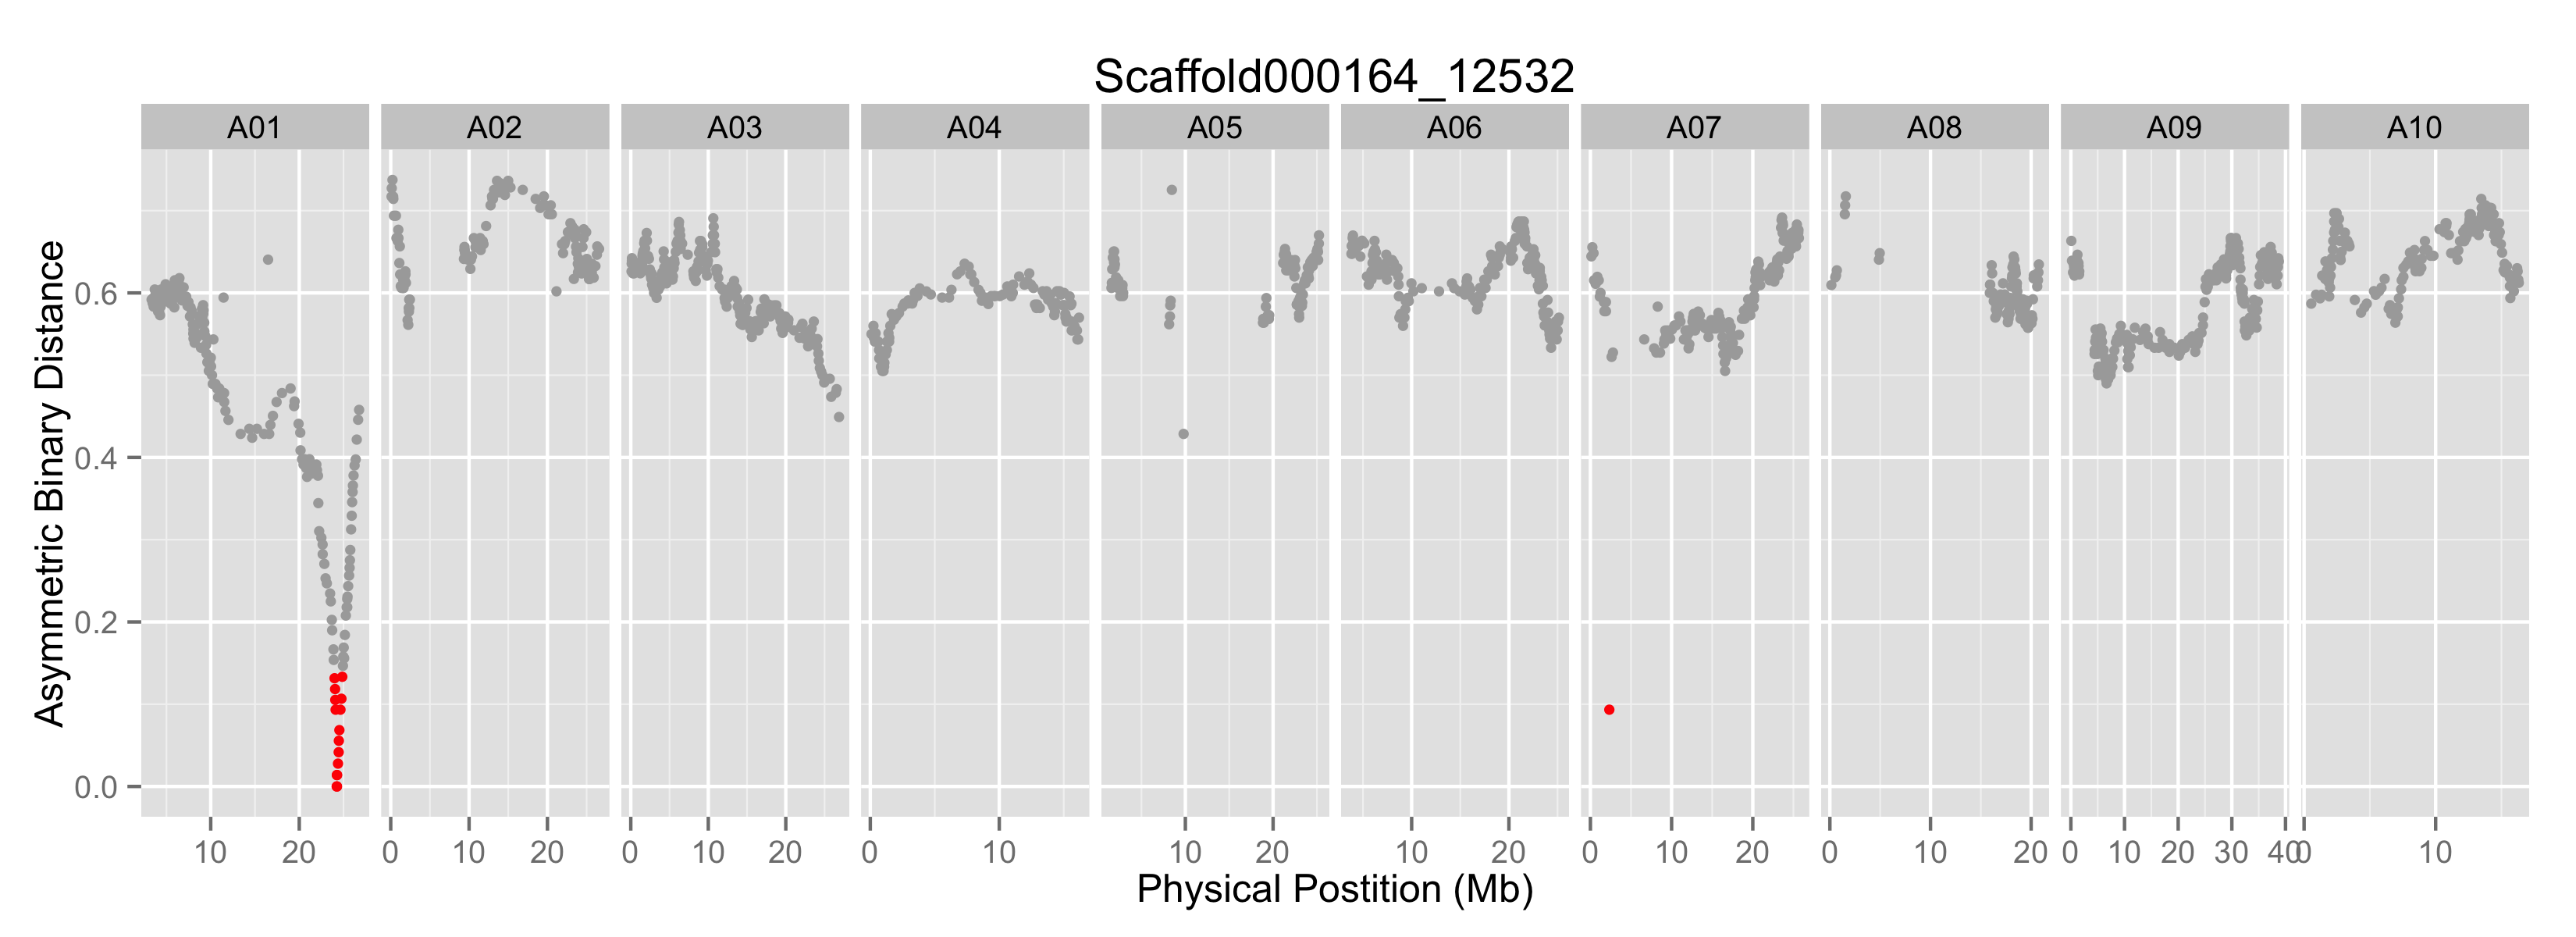 Scaffold000164_12532
A01 A02 A03 A04 A05 A06 A07 A08 A09 A10
Asymmetric Binary Distance
0.6
0.4
0.2
0.0
10 20 0 10 20 0 10 20 0 10 10 20 10 20 0 10 20 0 10 20 0 10 20 30 40 0 10
Physical Postition (Mb)